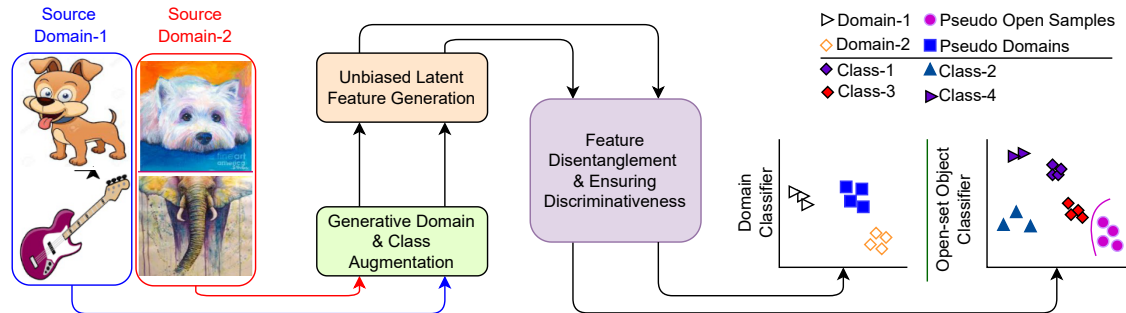 Source
Domain-1
Source
Domain-2
Unbiased Latent
Feature Generation
Generative Domain
& Class
Augmentation
Feature
Disentanglement
& Ensuring
Discriminativeness
Domain
Classifier
Open-set Object
Classifier
Domain-1
Pseudo Open Samples
Domain-2
Pseudo Domains
Class-1
Class-2
Class-3
Class-4